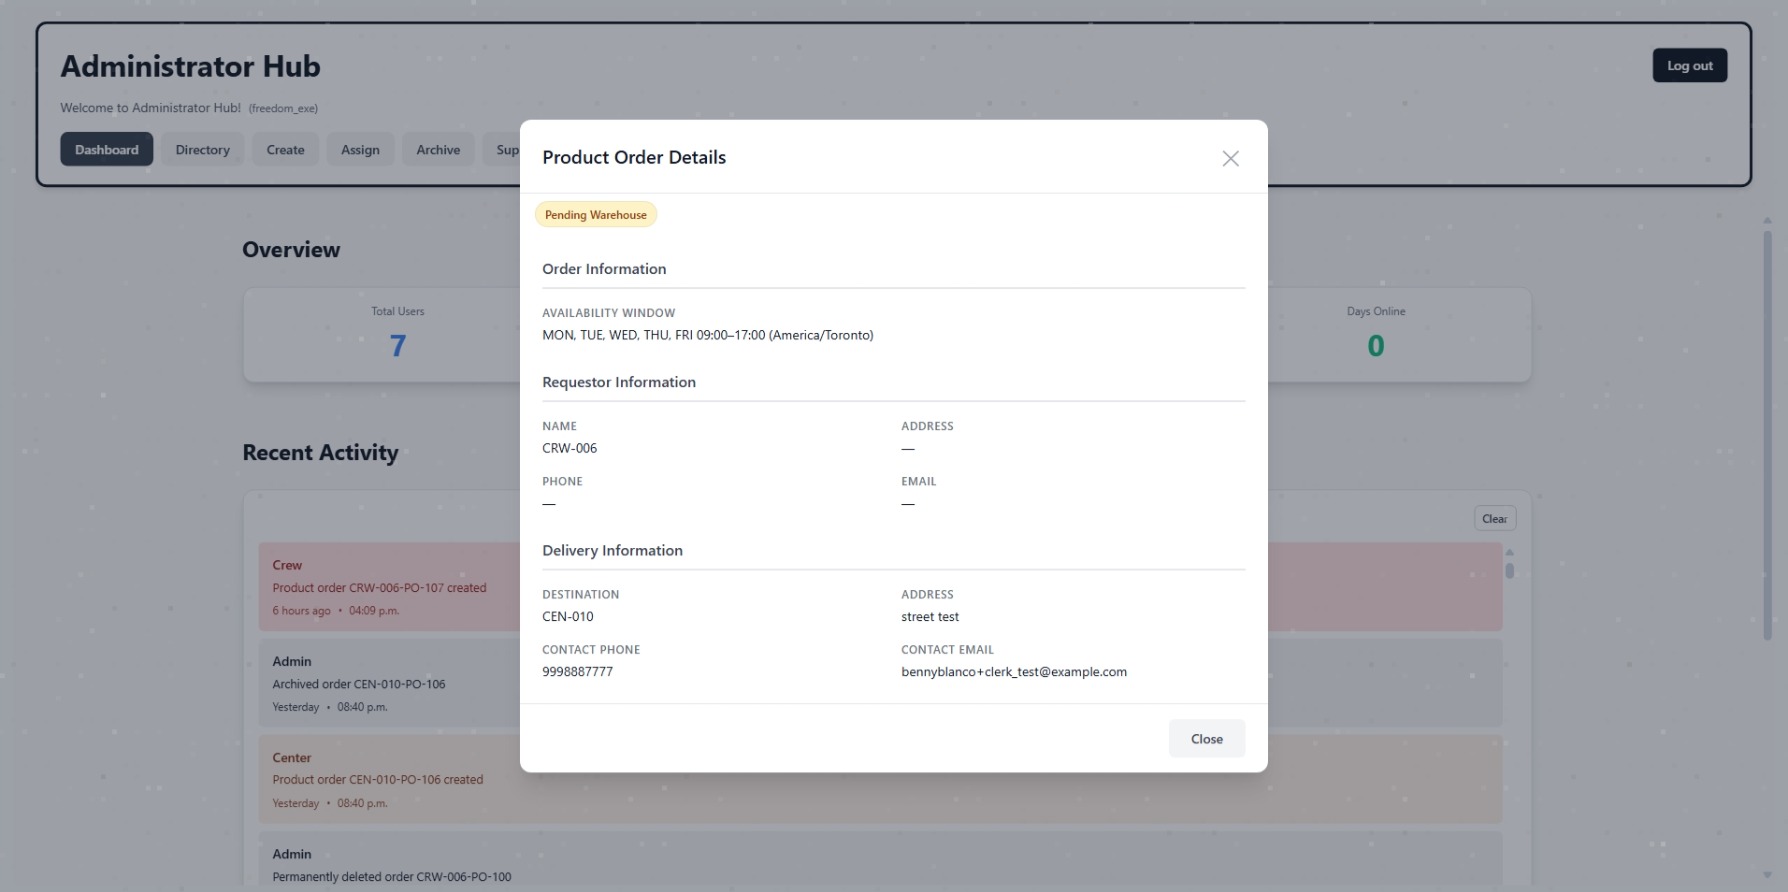 Administrator Hub
Log out
Welcome to Administrator Hub! (freedom_exe)
Dashboard
Directory
Create
Assign
Archive
Sup
Product Order Details
Pending Warehouse
Order Information
AVAILABILITY WINDOW
MON, TUE, WED, THU, FRI 09:00–17:00 (America/Toronto)
Requestor Information
NAME
ADDRESS
CRW-006
—
PHONE
EMAIL
—
—
Delivery Information
DESTINATION
ADDRESS
CEN-010
street test
CONTACT PHONE
CONTACT EMAIL
9998887777
bennyblanco+clerk_test@example.com
Close
Overview
Total Users
7
Days Online
0
Recent Activity
Clear
Crew
Product order CRW-006-PO-107 created
6 hours ago • 04:09 p.m.
Admin
Archived order CEN-010-PO-106
Yesterday • 08:40 p.m.
Center
Product order CEN-010-PO-106 created
Yesterday • 08:40 p.m.
Admin
Permanently deleted order CRW-006-PO-100